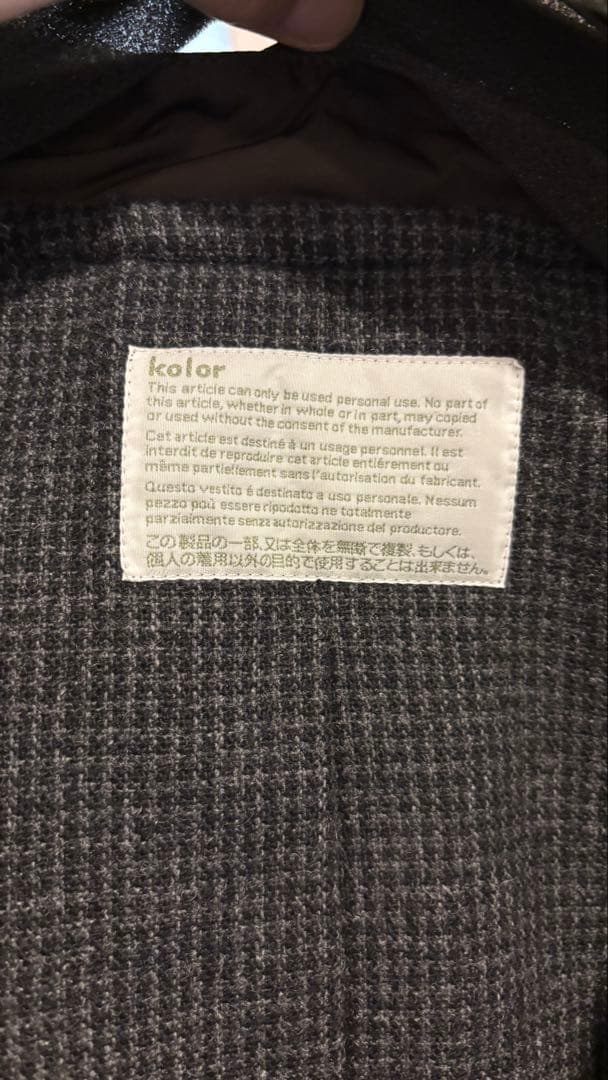 kolor
This article can only be used personal use. No part of
this article, whether in whole or in part, may copied
or used without the consent of the manufacturer.
Cet article est destiné à un usage personnel. Il est
interdit de reproduire cet article entiérement ou
même partiellement sans l'autorisation du fabricant.
Questo vestito é destinato a uso personale. Nessum
pezzo poù essere ripodotto ne totalmente
parzialmente senza autorizzazione del productore.
この製品の一部、又は全体を無断で複製、もしくは、
個人の着用以外の目的で使用することは出来ません。